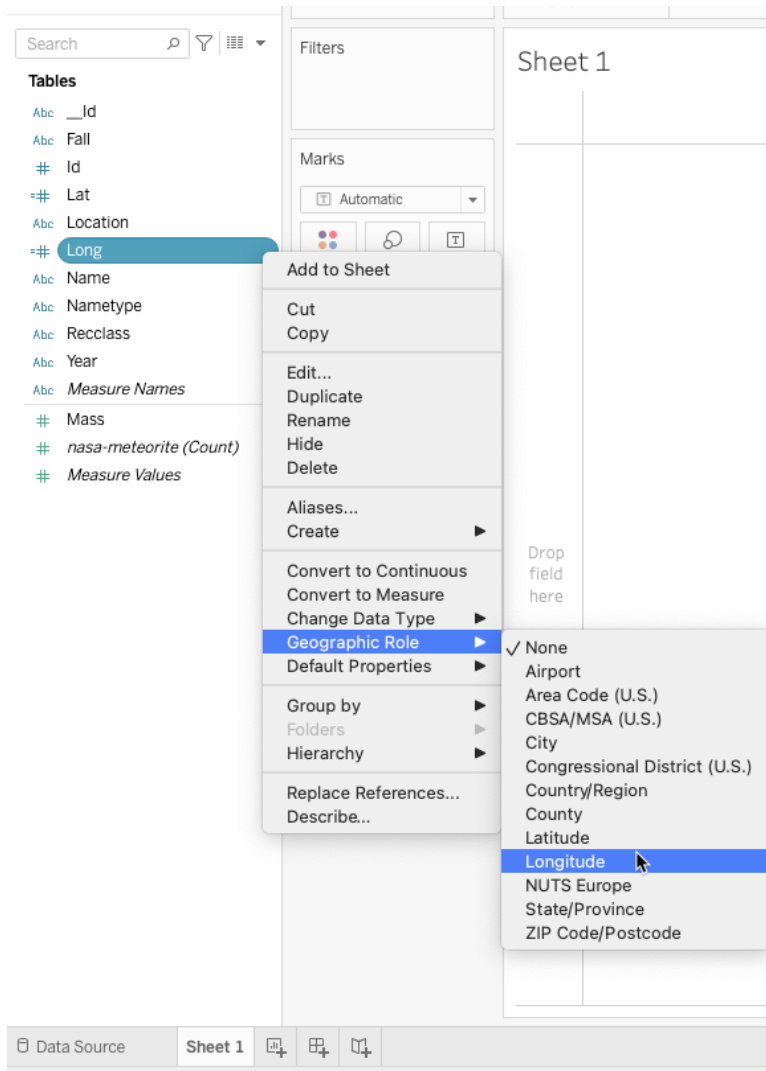 Search
Tables
Abc __Id
Abc Fall
# Id
=# Lat
Abc Location
=# Long
Abc Name
Abc Nametype
Abc Recclass
Abc Year
Abc Measure Names
# Mass
# nasa-meteorite (Count)
# Measure Values
Filters
Marks
T Automatic
T
Sheet 1
Drop
field
here
Add to Sheet
Cut
Copy
Edit...
Duplicate
Rename
Hide
Delete
Aliases...
Create
Convert to Continuous
Convert to Measure
Change Data Type
Geographic Role
Default Properties
Group by
Folders
Hierarchy
Replace References...
Describe...
✓ None
Airport
Area Code (U.S.)
CBSA/MSA (U.S.)
City
Congressional District (U.S.)
Country/Region
County
Latitude
Longitude
NUTS Europe
State/Province
ZIP Code/Postcode
Data Source
Sheet 1